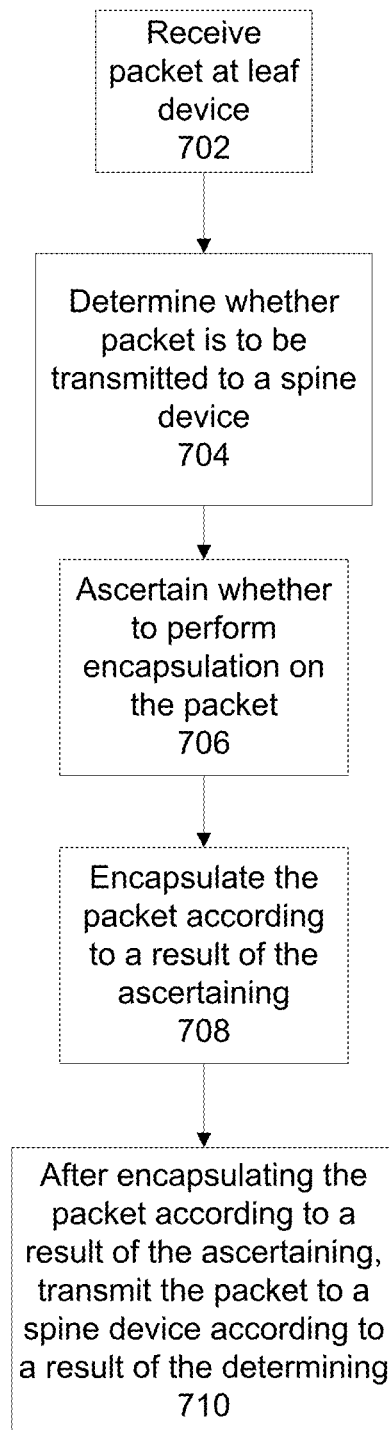 Receive
packet at leaf
device
702
Determine whether
packet is to be
transmitted to a spine
device
704
Ascertain whether
to perform
encapsulation on
the packet
706
Encapsulate the
packet according
to a result of the
ascertaining
708
After encapsulating the
packet according to a
result of the ascertaining,
transmit the packet to a
spine device according to
a result of the determining
710